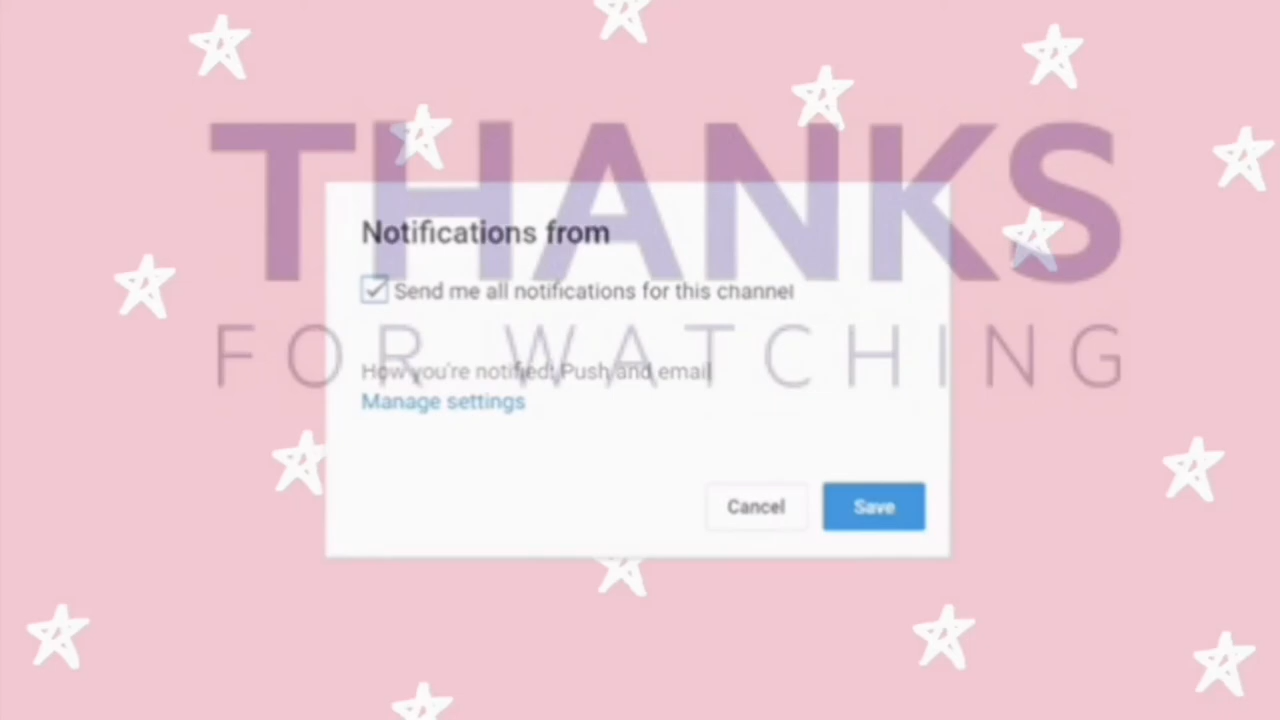 THANKS
FOR WATCHING
Notifications from
Send me all notifications for this channel
How you're notified: Push and email
Manage settings
Cancel
Save